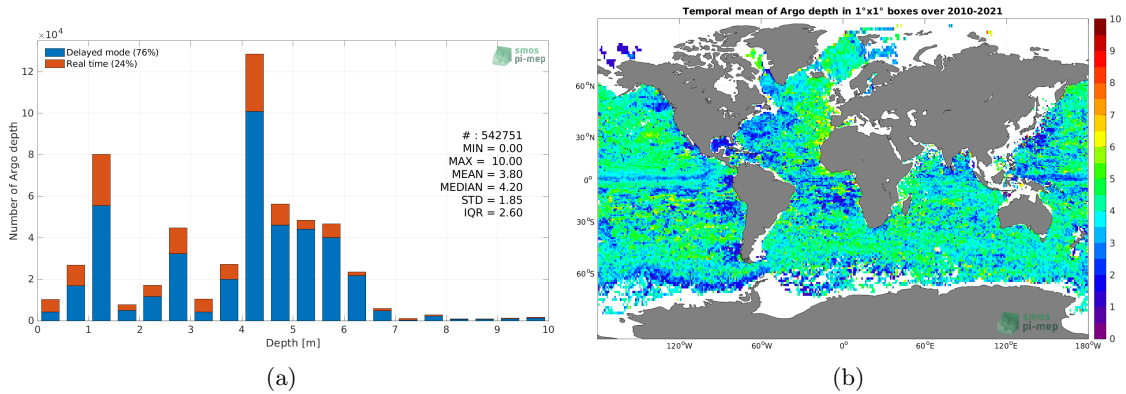 ×10⁴
Delayed mode (76%)
Real time (24%)
smos
pi-mep
Number of Argo depth
12
10
8
6
4
2
0
# : 542751
MIN = 0.00
MAX = 10.00
MEAN = 3.80
MEDIAN = 4.20
STD = 1.85
IQR = 2.60
0 1 2 3 4 5 6 7 8 9 10
Depth [m]
(a)
Temporal mean of Argo depth in 1°x1° boxes over 2010-2021
60°N
30°N
0°
30°S
60°S
120°W 60°W 0° 60°E 120°E 180°W
smos
pi-mep
10
9
8
7
6
5
4
3
2
1
0
(b)